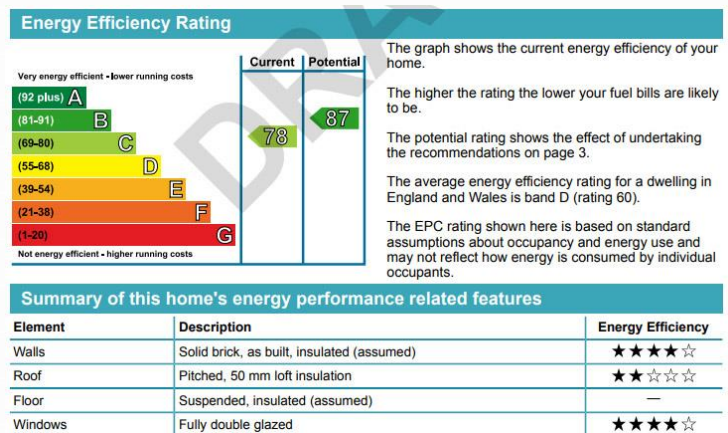 Energy Efficiency Rating
Current Potential
Very energy efficient - lower running costs
(92 plus) A
(81-91) B
(69-80) C
(55-68) D
(39-54) E
(21-38) F
(1-20) G
Not energy efficient - higher running costs
78
87
The graph shows the current energy efficiency of your
home.
The higher the rating the lower your fuel bills are likely
to be.
The potential rating shows the effect of undertaking
the recommendations on page 3.
The average energy efficiency rating for a dwelling in
England and Wales is band D (rating 60).
The EPC rating shown here is based on standard
assumptions about occupancy and energy use and
may not reflect how energy is consumed by individual
occupants.
Summary of this home's energy performance related features
Element Description Energy Efficiency
Walls Solid brick, as built, insulated (assumed) ★★★★☆
Roof Pitched, 50 mm loft insulation ★★☆☆☆
Floor Suspended, insulated (assumed) —
Windows Fully double glazed ★★★★☆
DRA